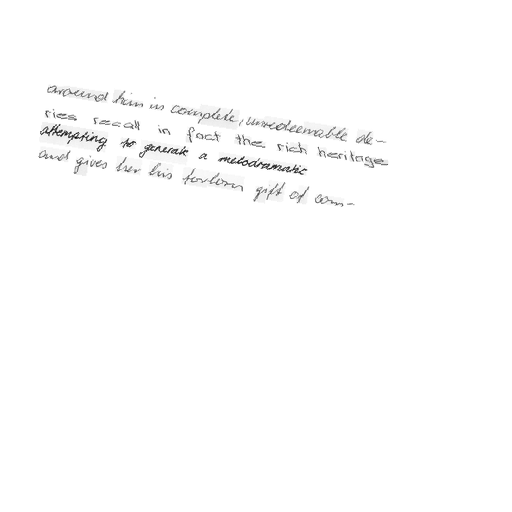 around him in complete, unredeemable de-
ries recall in fact the rich heritage
attempting to generate a melodramatic
and gives her his forlorn gift of com-